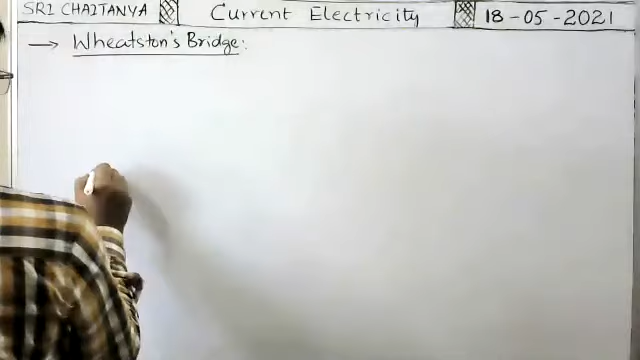 SRI CHAITANYA Current Electricity 18-05-2021
→ Wheatston's Bridge: